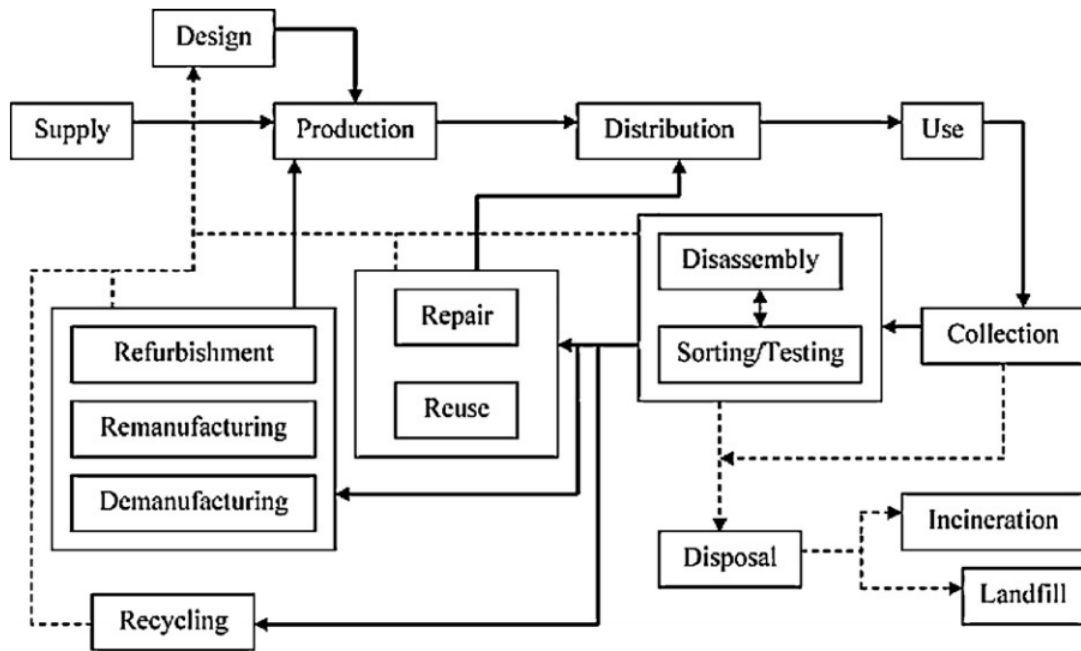 Design
Supply
Production
Distribution
Use
Disassembly
Sorting/Testing
Collection
Repair
Reuse
Refurbishment
Remanufacturing
Demanufacturing
Recycling
Disposal
Incineration
Landfill